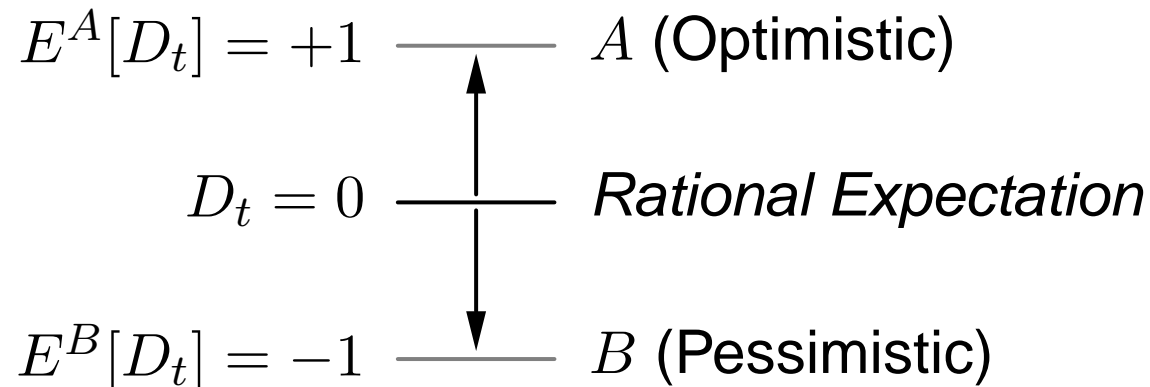 E^A[D_t] = +1 A (Optimistic)
D_t = 0 Rational Expectation
E^B[D_t] = −1 B (Pessimistic)